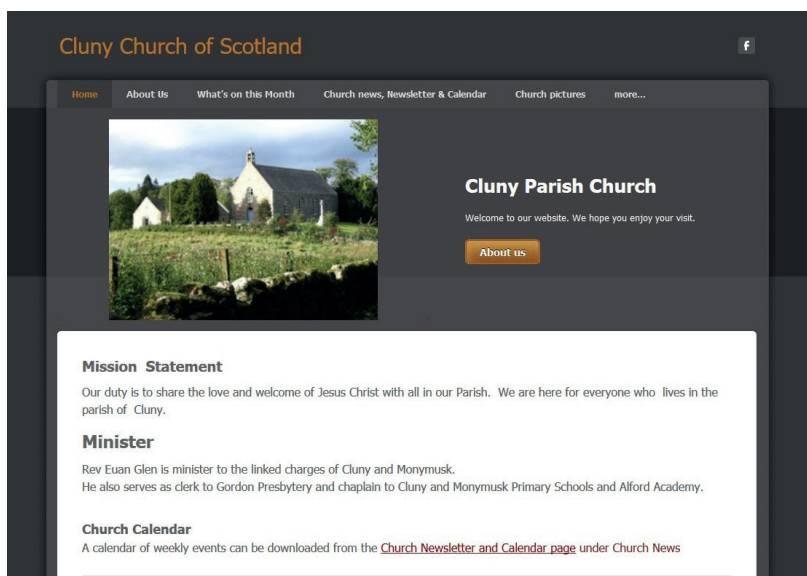 Cluny Church of Scotland
f
Home About Us What's on this Month Church news, Newsletter & Calendar Church pictures more...
Cluny Parish Church
Welcome to our website. We hope you enjoy your visit.
About us
Mission Statement
Our duty is to share the love and welcome of Jesus Christ with all in our Parish. We are here for everyone who lives in the
parish of Cluny.
Minister
Rev Euan Glen is minister to the linked charges of Cluny and Monymusk.
He also serves as clerk to Gordon Presbytery and chaplain to Cluny and Monymusk Primary Schools and Alford Academy.
Church Calendar
A calendar of weekly events can be downloaded from the Church Newsletter and Calendar page under Church News